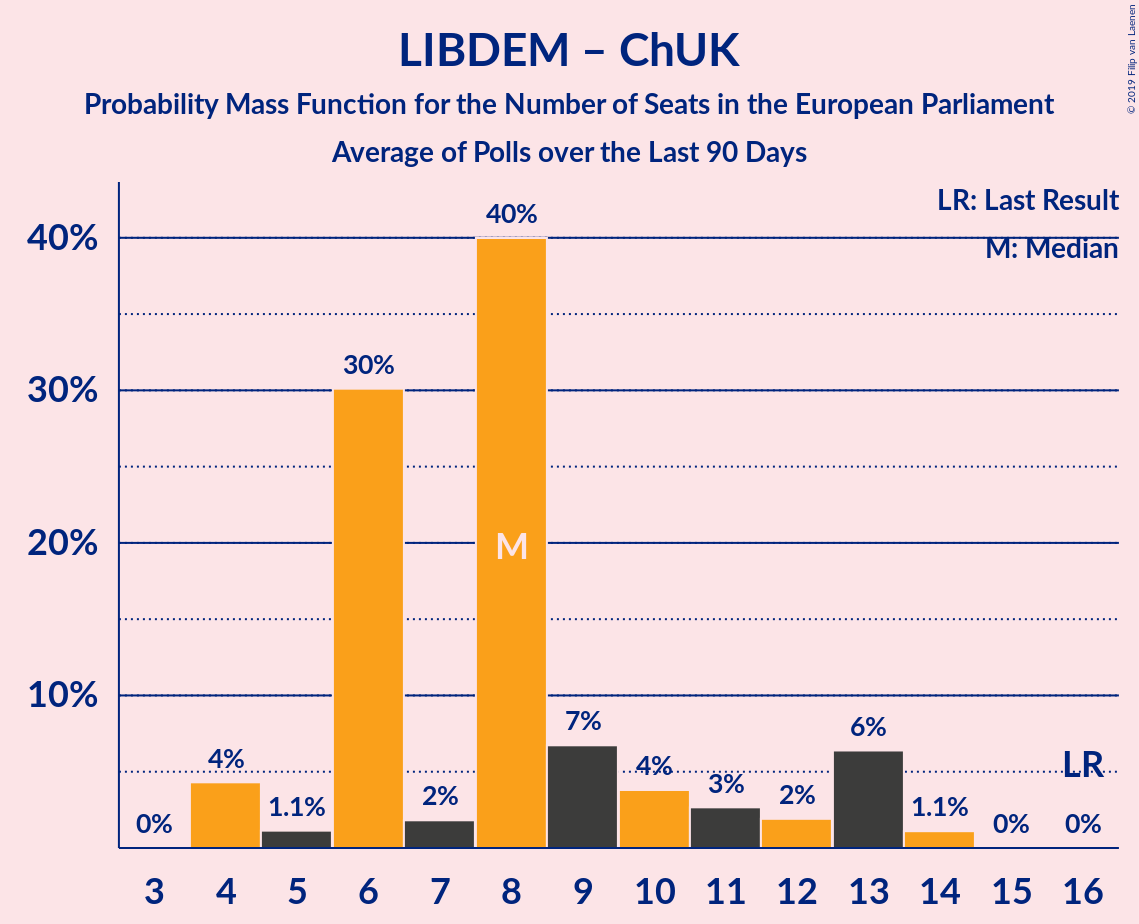 LIBDEM – ChUK
Probability Mass Function for the Number of Seats in the European Parliament
Average of Polls over the Last 90 Days
© 2019 Filip van Laenen
LR: Last Result
M: Median
40%
30%
20%
10%
0%
4%
1.1%
30%
2%
40%
M
7%
4%
3%
2%
6%
1.1%
0%
LR
0%
3 4 5 6 7 8 9 10 11 12 13 14 15 16